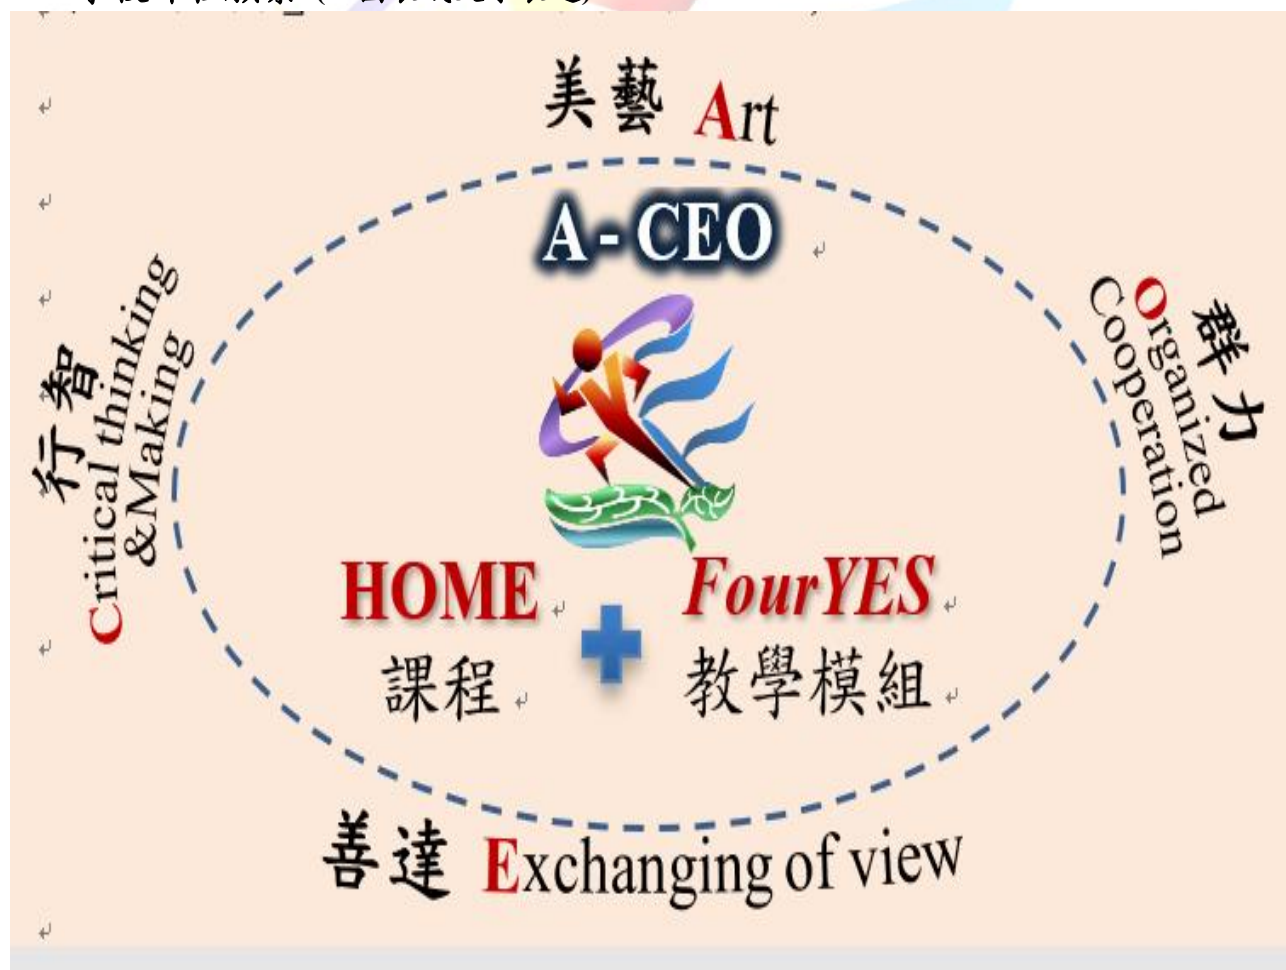 美藝 Art
A - CEO
行智
Critical thinking
&Making
群力
Organized
Cooperation
HOME
課程
FourYES
教學模組
善達 Exchanging of view